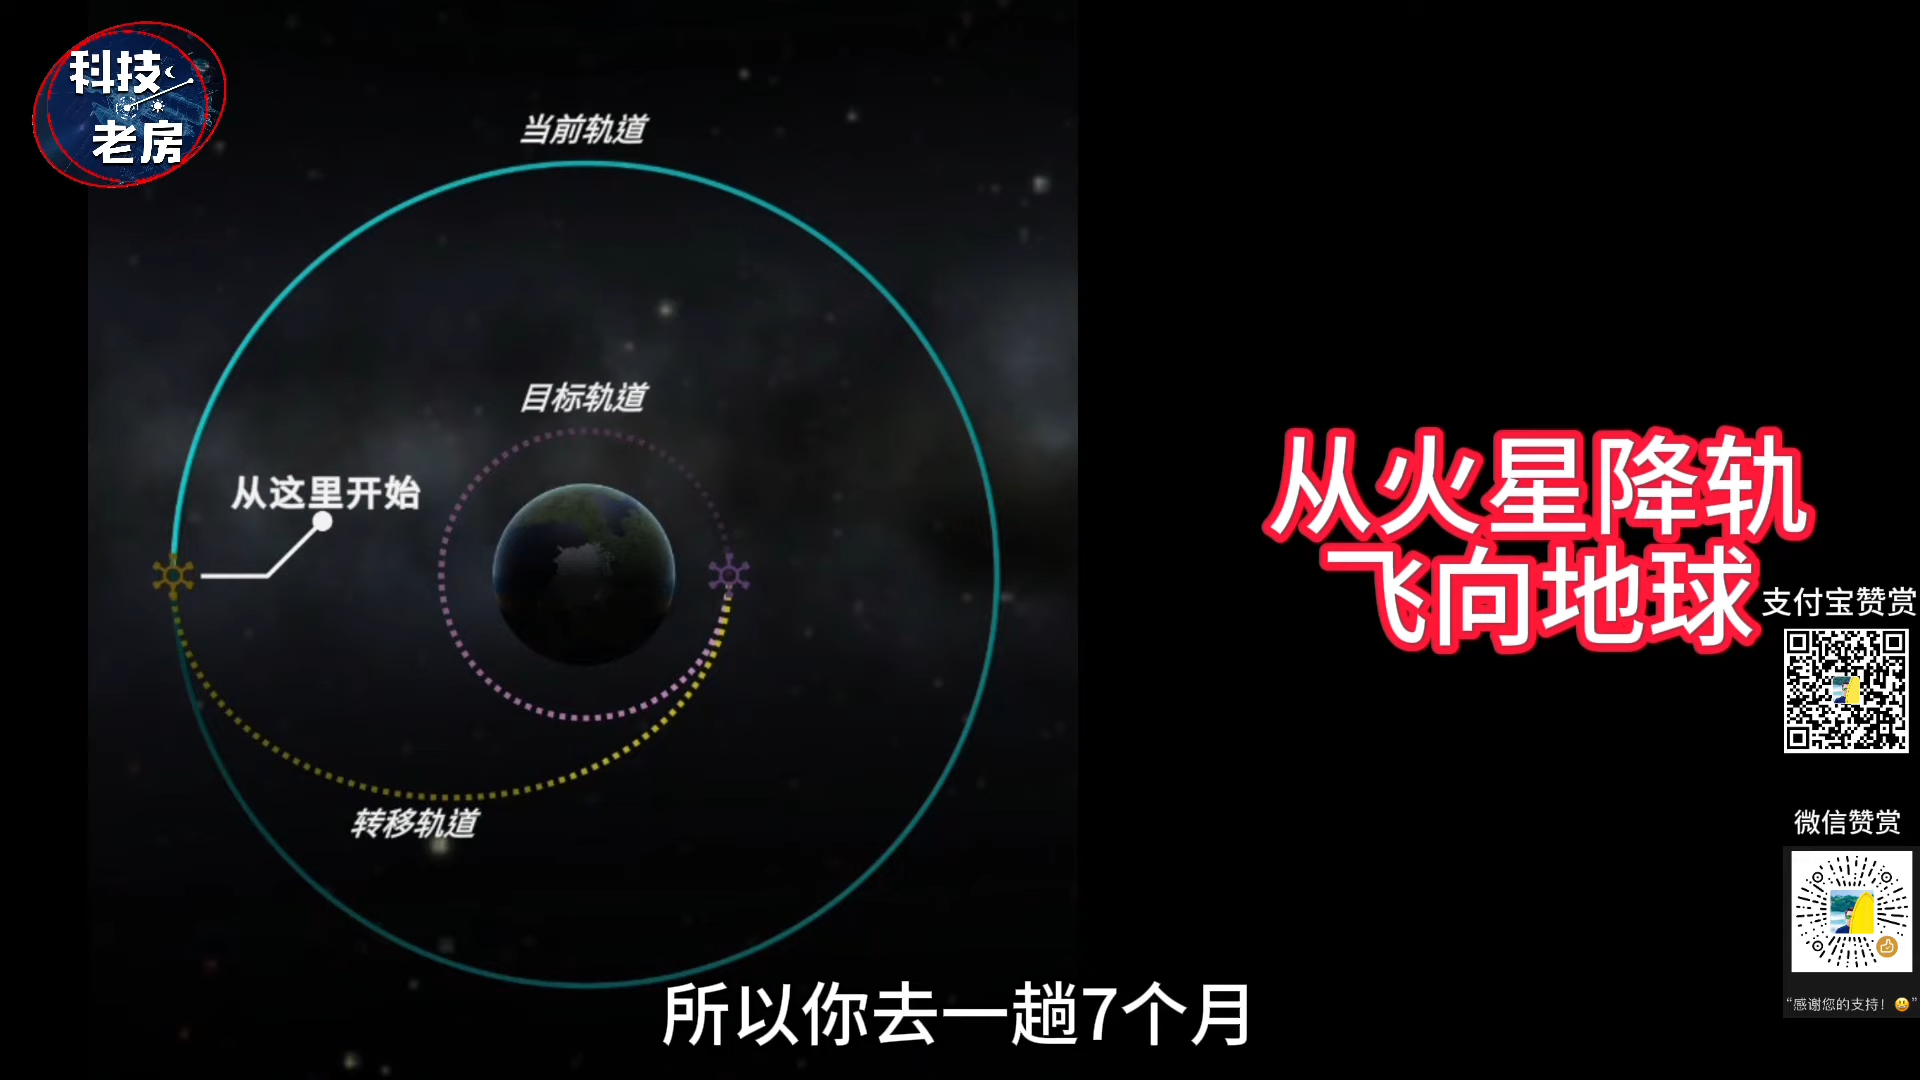 科技
老房
当前轨道
目标轨道
从这里开始
转移轨道
从火星降轨
飞向地球
支付宝赞赏
微信赞赏
“感谢您的支持！😀”
所以你去一趟7个月